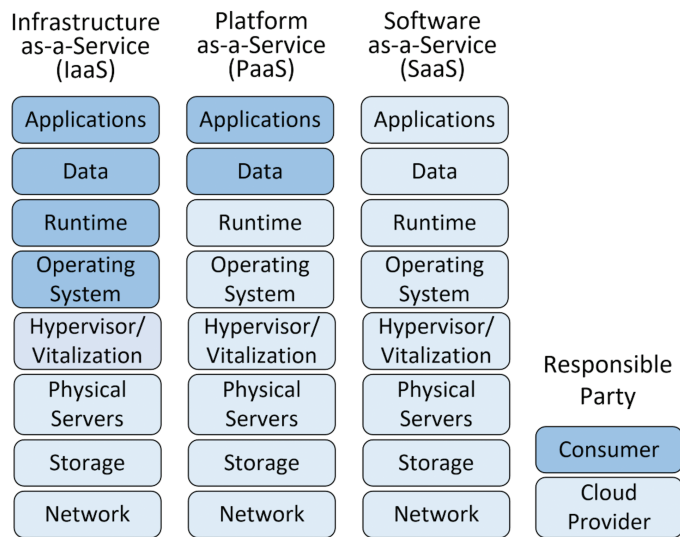 Infrastructure
as-a-Service
(IaaS)
Applications
Data
Runtime
Operating
System
Hypervisor/
Vitalization
Physical
Servers
Storage
Network
Platform
as-a-Service
(PaaS)
Applications
Data
Runtime
Operating
System
Hypervisor/
Vitalization
Physical
Servers
Storage
Network
Software
as-a-Service
(SaaS)
Applications
Data
Runtime
Operating
System
Hypervisor/
Vitalization
Physical
Servers
Storage
Network
Responsible
Party
Consumer
Cloud
Provider